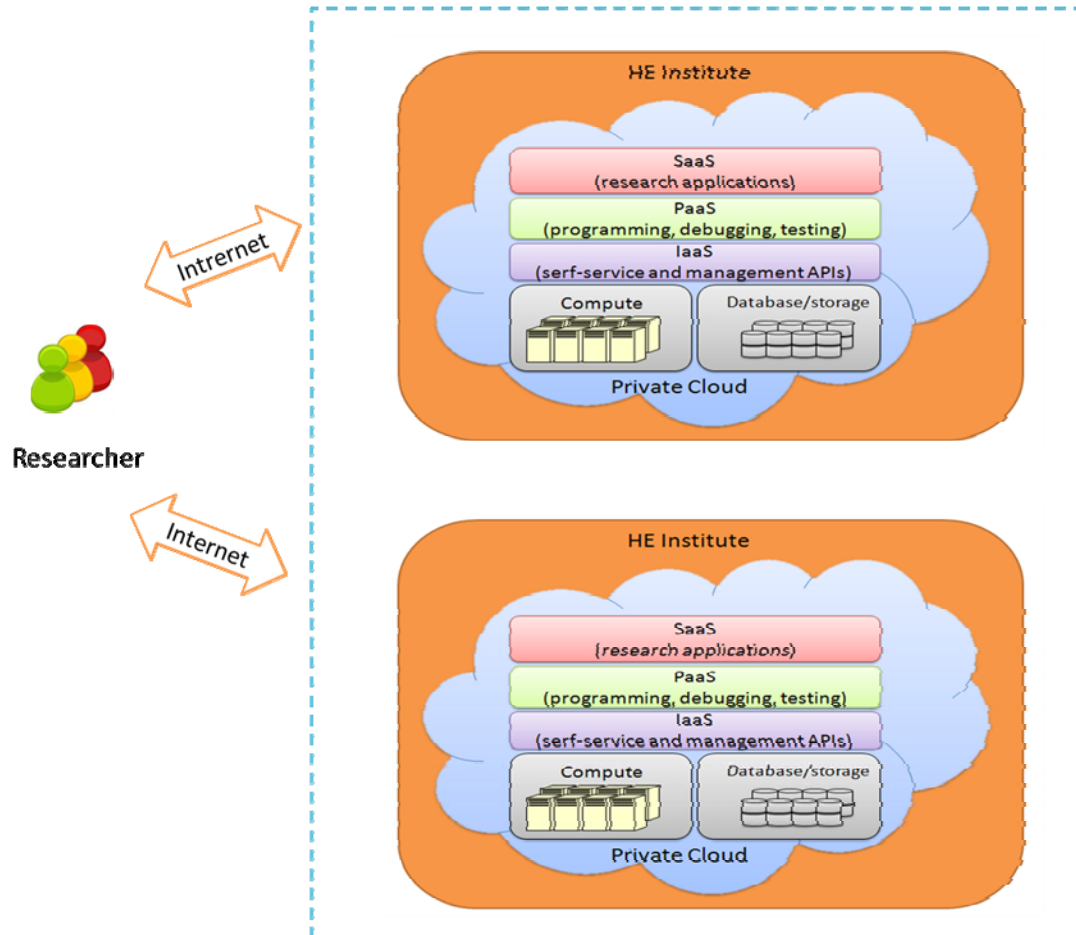 HE Institute
SaaS
(research applications)
PaaS
(programming, debugging, testing)
IaaS
(serf-service and management APIs)
Compute
Database/storage
Private Cloud
Intrernet
Researcher
Internet
HE Institute
SaaS
(research applications)
PaaS
(programming, debugging, testing)
IaaS
(serf-service and management APIs)
Compute
Database/storage
Private Cloud